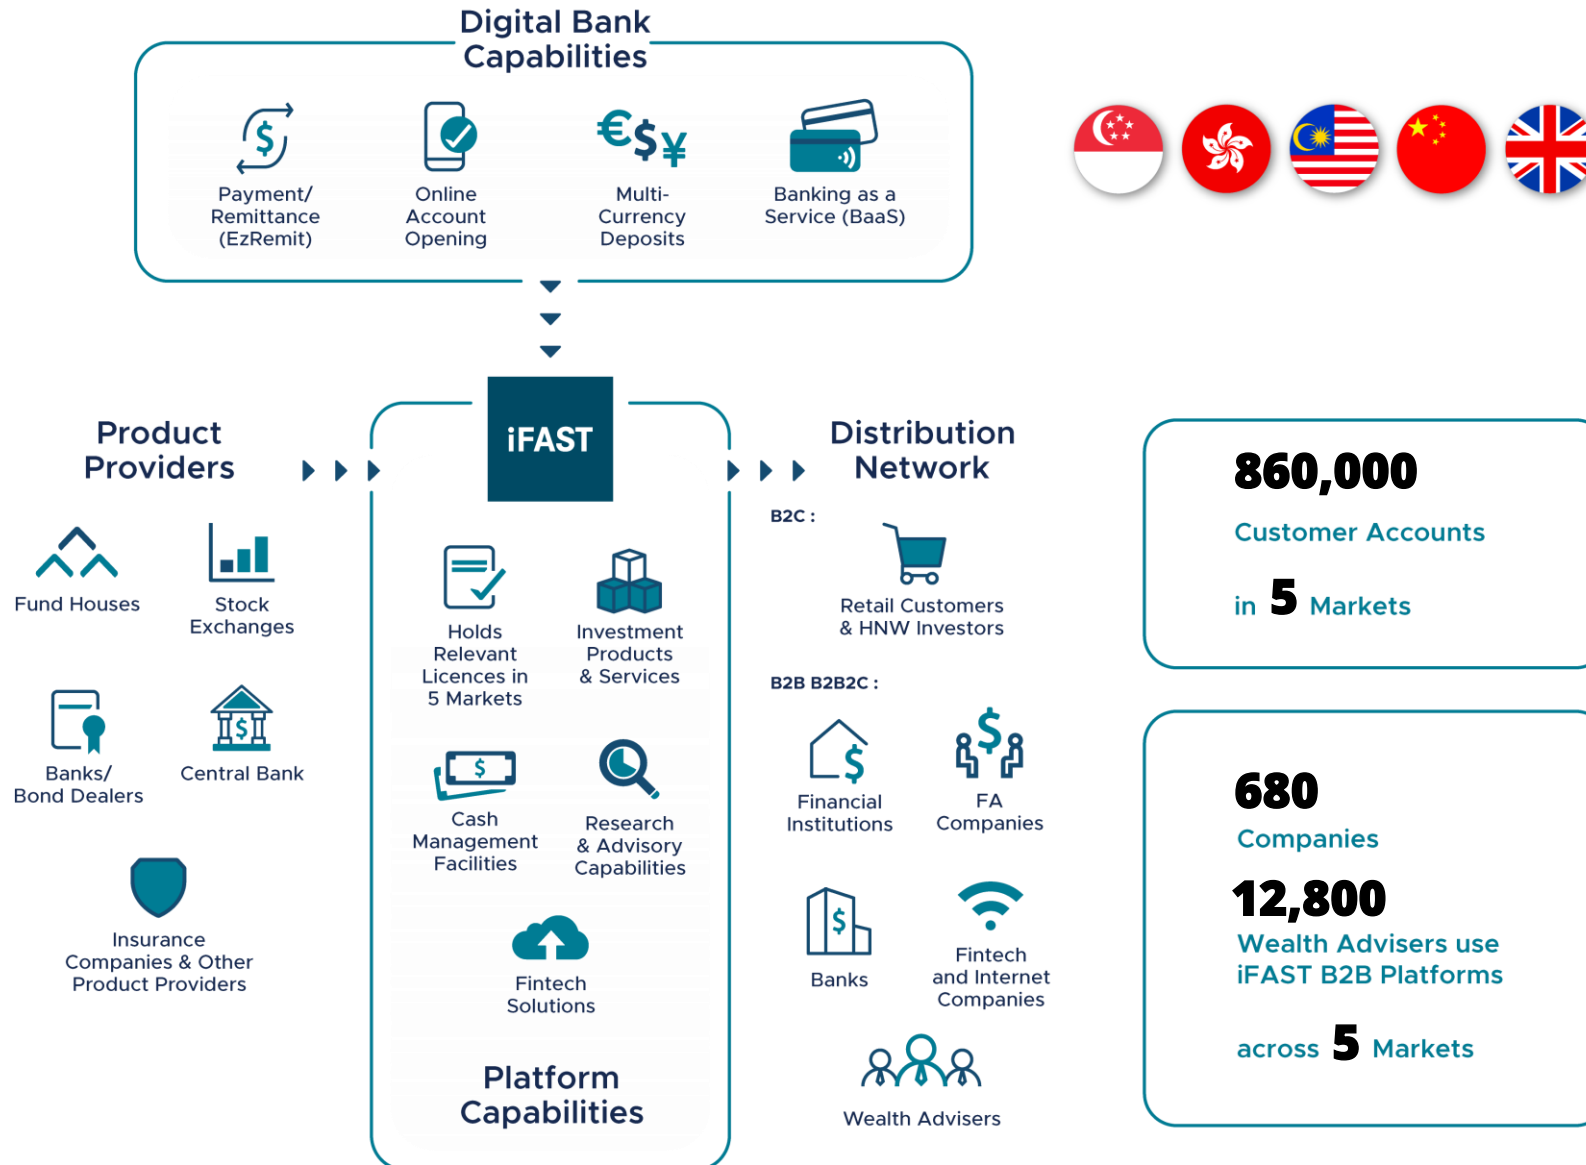 Digital Bank
Capabilities
Payment/
Remittance
(EzRemit)
Online
Account
Opening
Multi-
Currency
Deposits
Banking as a
Service (BaaS)
iFAST
Product
Providers
Fund Houses
Stock
Exchanges
Banks/
Bond Dealers
Central Bank
Insurance
Companies & Other
Product Providers
Holds
Relevant
Licences in
5 Markets
Investment
Products
& Services
Cash
Management
Facilities
Research
& Advisory
Capabilities
Fintech
Solutions
Platform
Capabilities
Distribution
Network
B2C :
Retail Customers
& HNW Investors
B2B B2B2C :
Financial
Institutions
FA
Companies
Banks
Fintech
and Internet
Companies
Wealth Advisers
860,000
Customer Accounts
in 5 Markets
680
Companies
12,800
Wealth Advisers use
iFAST B2B Platforms
across 5 Markets